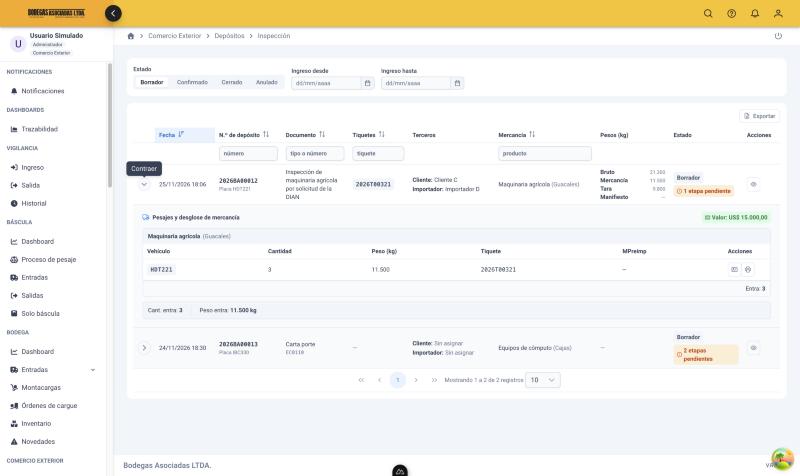 BODEGAS ASOCIADAS LTDA.
U
Usuario Simulado
Administrador
Comercio Exterior
NOTIFICACIONES
Notificaciones
DASHBOARDS
Trazabilidad
VIGILANCIA
Ingreso
Salida
Historial
BÁSCULA
Dashboard
Proceso de pesaje
Entradas
Salidas
Solo báscula
BODEGA
Dashboard
Entradas
Montacargas
Órdenes de cargue
Inventario
Novedades
COMERCIO EXTERIOR
Comercio Exterior > Depósitos > Inspección
Estado
Borrador Confirmado Cerrado Anulado
Ingreso desde
dd/mm/aaaa
Ingreso hasta
dd/mm/aaaa
Exportar
Fecha N.º de depósito Documento Tiquetes Terceros Mercancía Pesos (kg) Estado Acciones
número tipo o número tiquete producto
Contraer
25/11/2026 18:06
2026BA00012
Placa HDT221
Inspección de maquinaria agrícola por solicitud de la DIAN
2026T00321
Cliente: Cliente C
Importador: Importador D
Maquinaria agrícola (Guacales)
Bruto 21.300
Mercancía 11.500
Tara 9.800
Manifiesto —
Borrador
1 etapa pendiente
Pesajes y desglose de mercancía
Valor: US$ 15.000,00
Maquinaria agrícola (Guacales)
Vehículo Cantidad Peso (kg) Tiquete MPreimp Acciones
HDT221 3 11.500 2026T00321 —
Entra: 3
Cant. entra: 3 Peso entra: 11.500 kg
24/11/2026 18:30
2026BA00013
Placa IBC330
Carta porte
EC0110
—
Cliente: Sin asignar
Importador: Sin asignar
Equipos de cómputo (Cajas)
—
Borrador
2 etapas pendientes
1
Mostrando 1 a 2 de 2 registros
10
Bodegas Asociadas LTDA.